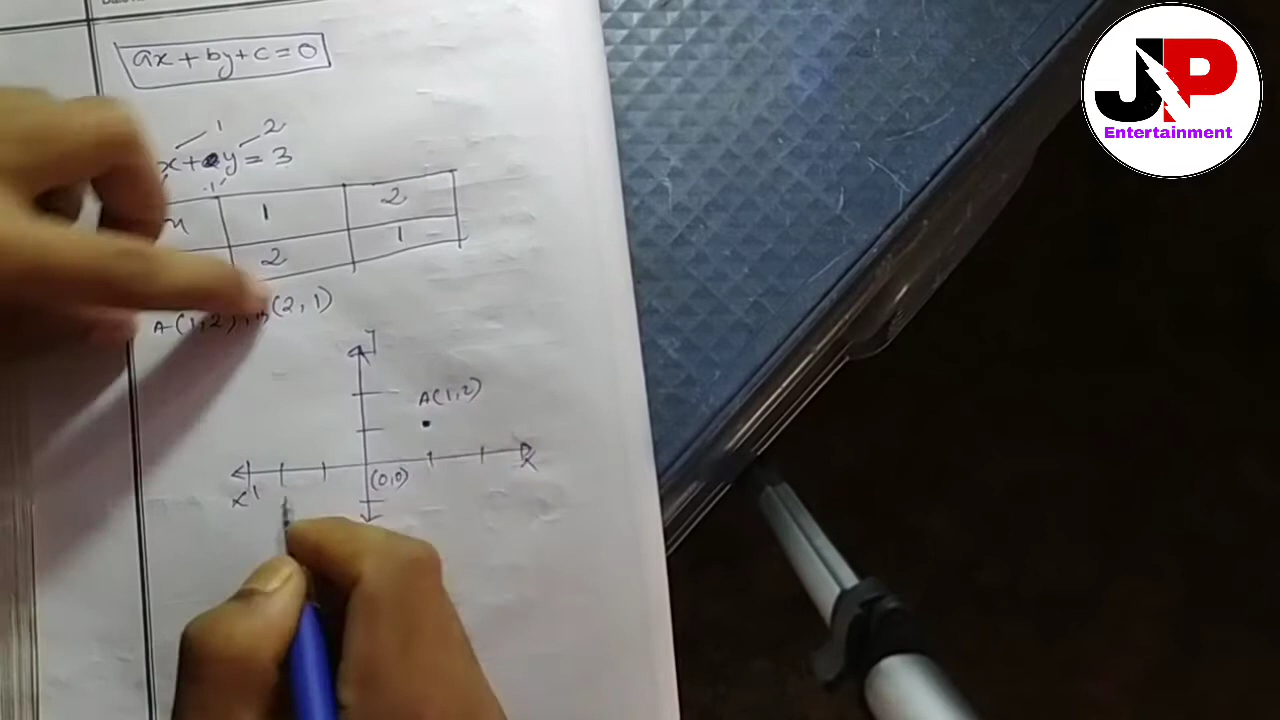 ax + by + c = 0
1 2
x + y = 3
1
x 1 2
2 1
A(1,2), B(2,1)
A(1,2)
X
(0,0)
X'
JP
Entertainment